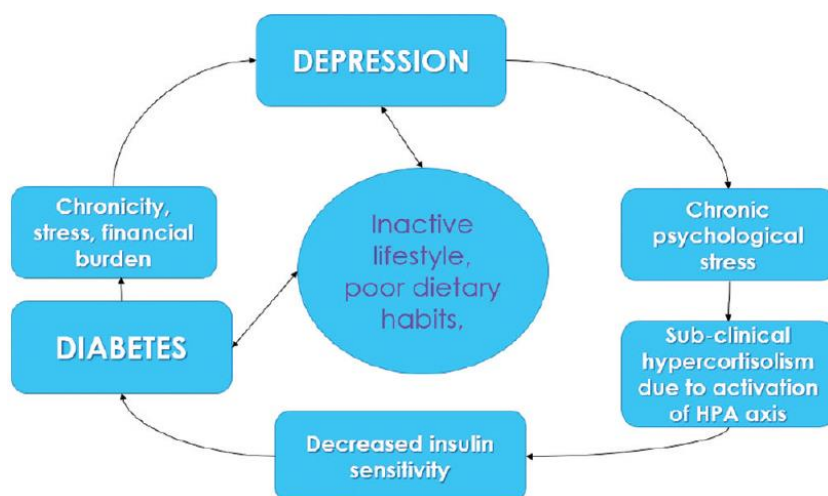 DEPRESSION
Chronicity,
stress, financial
burden
Inactive
lifestyle,
poor dietary
habits,
Chronic
psychological
stress
DIABETES
Sub-clinical
hypercortisolism
due to activation
of HPA axis
Decreased insulin
sensitivity